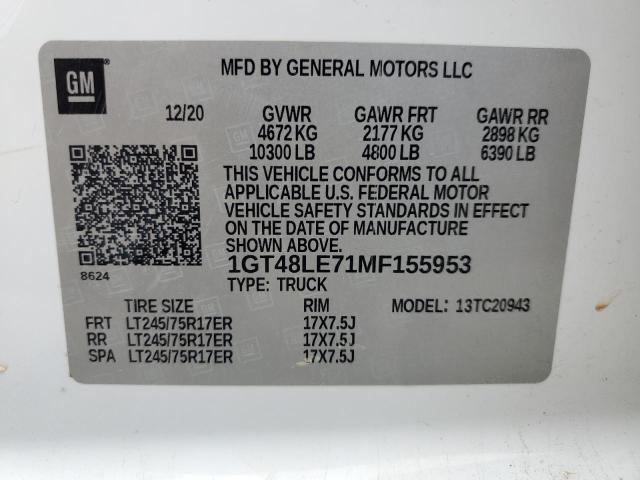 GM
®
MFD BY GENERAL MOTORS LLC
12/20 GVWR GAWR FRT GAWR RR
4672 KG 2177 KG 2898 KG
10300 LB 4800 LB 6390 LB
THIS VEHICLE CONFORMS TO ALL
APPLICABLE U.S. FEDERAL MOTOR
VEHICLE SAFETY STANDARDS IN EFFECT
ON THE DATE OF MANUFACTURE
SHOWN ABOVE.
8624
1GT48LE71MF155953
TYPE: TRUCK
TIRE SIZE RIM MODEL: 13TC20943
FRT LT245/75R17ER 17X7.5J
RR LT245/75R17ER 17X7.5J
SPA LT245/75R17ER 17X7.5J